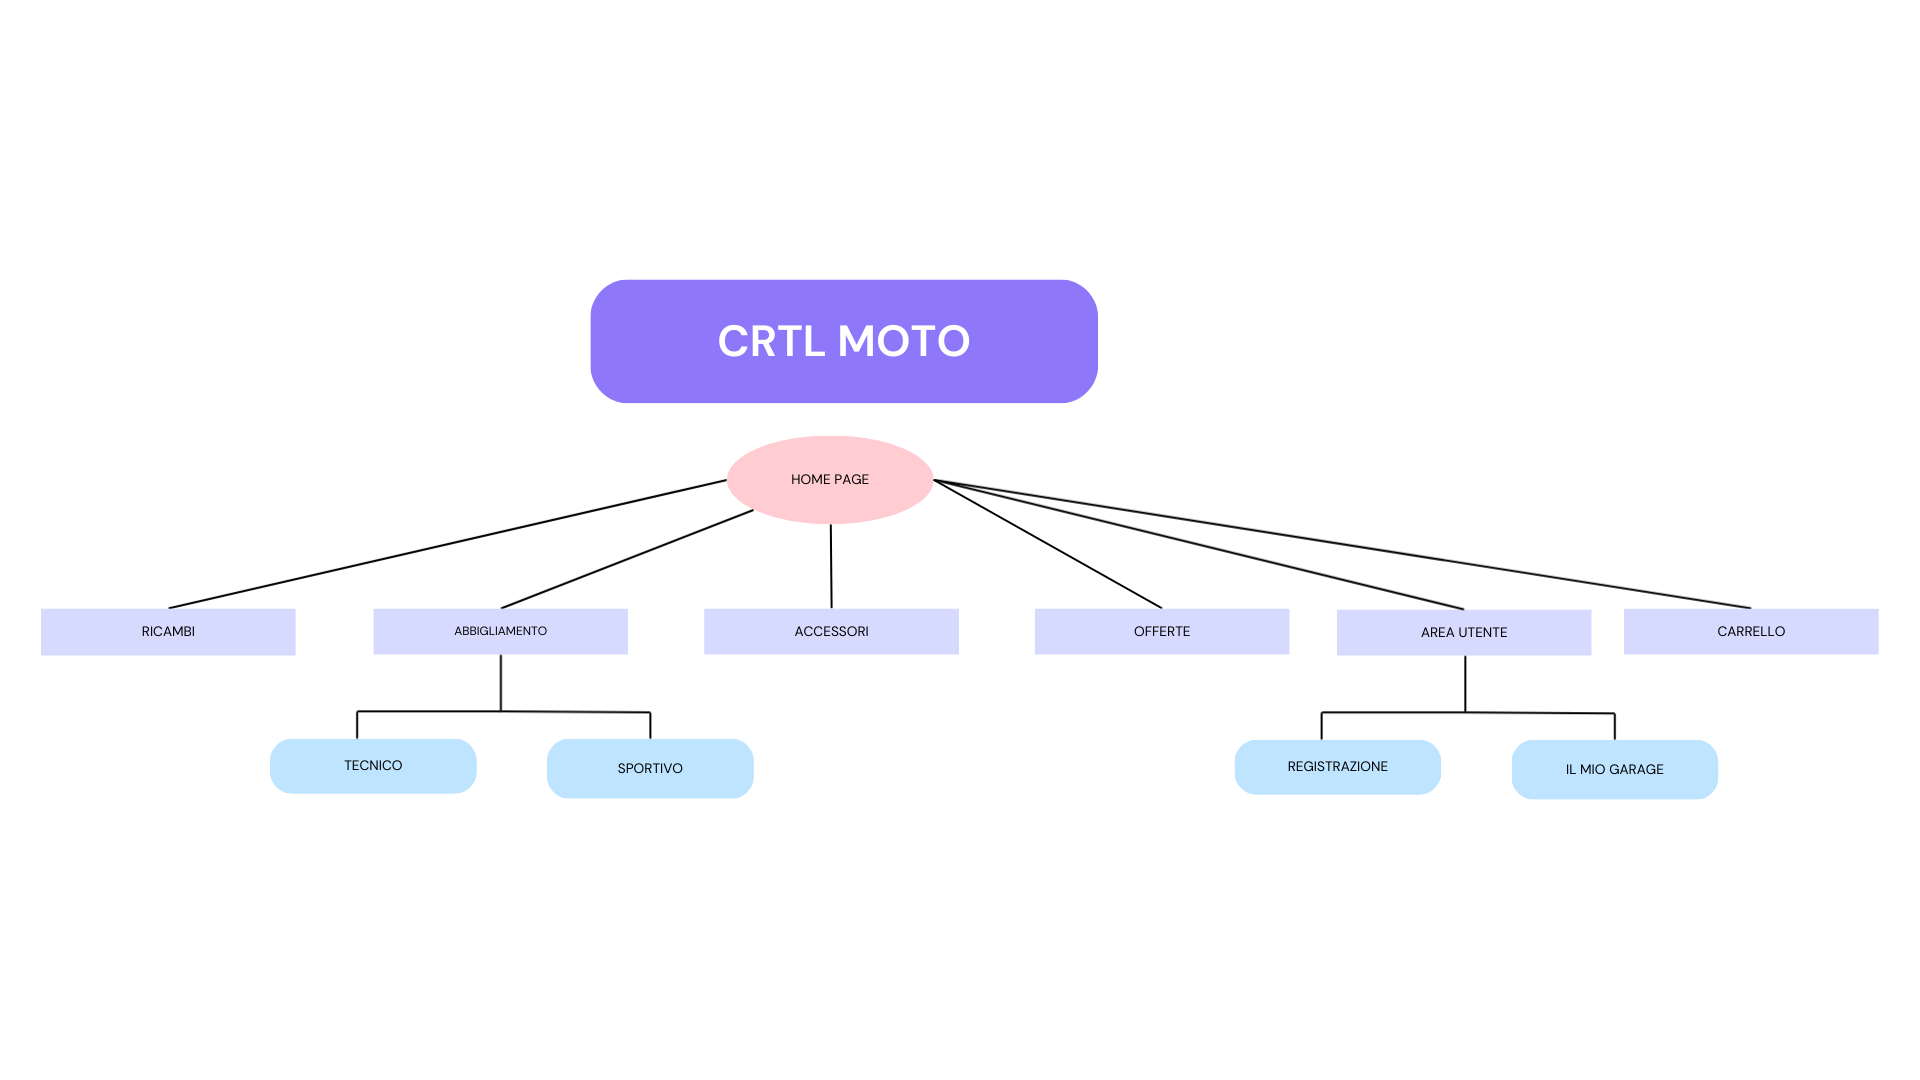 CRTL MOTO
HOME PAGE
RICAMBI
ABBIGLIAMENTO
ACCESSORI
OFFERTE
AREA UTENTE
CARRELLO
TECNICO
SPORTIVO
REGISTRAZIONE
IL MIO GARAGE